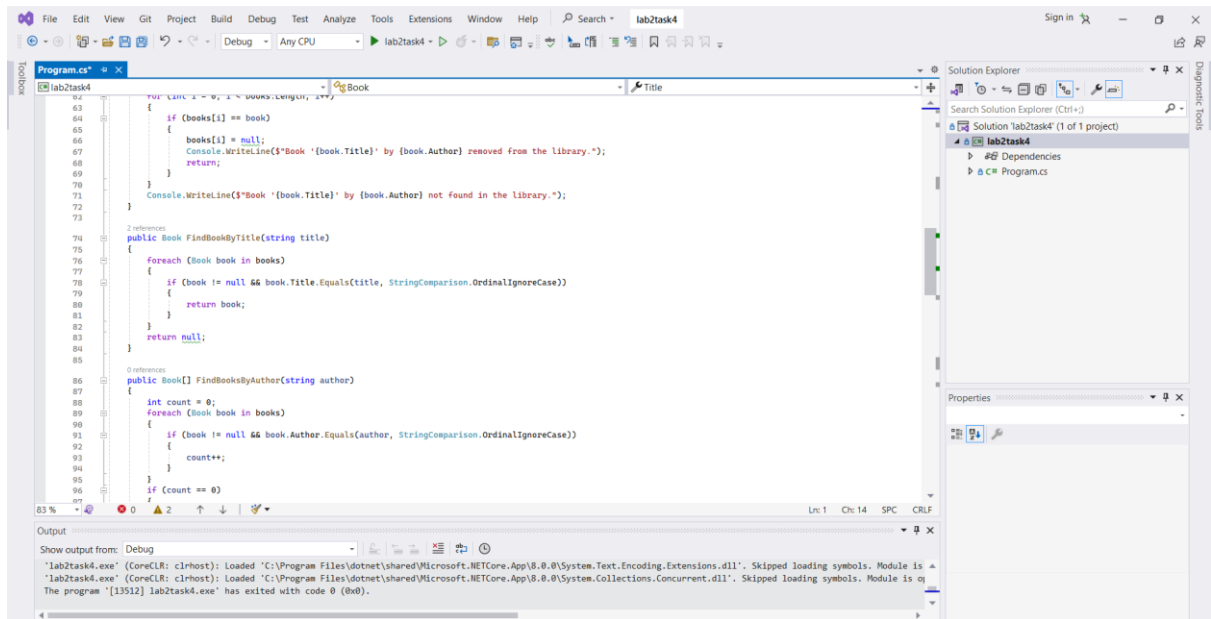 File Edit View Git Project Build Debug Test Analyze Tools Extensions Window Help Search lab2task4 Sign in
Debug Any CPU lab2task4
Toolbox
Program.cs*
lab2task4 Book Title
62 for (int i = 0; i < books.Length; i++)
63 {
64 if (books[i] == book)
65 {
66 books[i] = null;
67 Console.WriteLine($"Book '{book.Title}' by {book.Author} removed from the library.");
68 return;
69 }
70 }
71 Console.WriteLine($"Book '{book.Title}' by {book.Author} not found in the library.");
72 }
73
2 references
74 public Book FindBookByTitle(string title)
75 {
76 foreach (Book book in books)
77 {
78 if (book != null && book.Title.Equals(title, StringComparison.OrdinalIgnoreCase))
79 {
80 return book;
81 }
82 }
83 return null;
84 }
85
0 references
86 public Book[] FindBooksByAuthor(string author)
87 {
88 int count = 0;
89 foreach (Book book in books)
90 {
91 if (book != null && book.Author.Equals(author, StringComparison.OrdinalIgnoreCase))
92 {
93 count++;
94 }
95 }
96 if (count == 0)
97 {
83 % 0 2 Ln: 1 Ch: 14 SPC CRLF
Output
Show output from: Debug
'lab2task4.exe' (CoreCLR: clrhost): Loaded 'C:\Program Files\dotnet\shared\Microsoft.NETCore.App\8.0.0\System.Text.Encoding.Extensions.dll'. Skipped loading symbols. Module is
'lab2task4.exe' (CoreCLR: clrhost): Loaded 'C:\Program Files\dotnet\shared\Microsoft.NETCore.App\8.0.0\System.Collections.Concurrent.dll'. Skipped loading symbols. Module is op
The program '[13512] lab2task4.exe' has exited with code 0 (0x0).
Solution Explorer
Search Solution Explorer (Ctrl+;)
Solution 'lab2task4' (1 of 1 project)
lab2task4
Dependencies
C# Program.cs
Properties
Diagnostic Tools